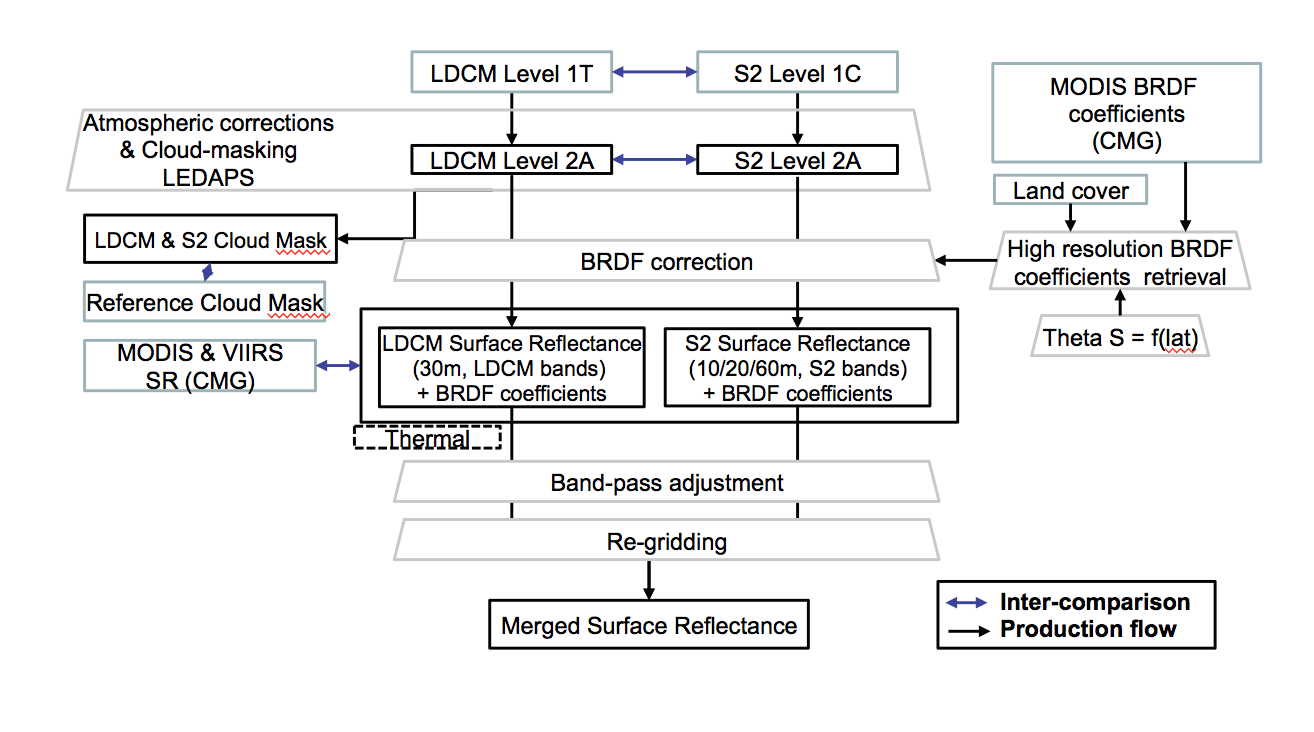 LDCM Level 1T
S2 Level 1C
MODIS BRDF
coefficients
(CMG)
Atmospheric corrections
& Cloud-masking
LEDAPS
LDCM Level 2A
S2 Level 2A
Land cover
LDCM & S2 Cloud Mask
BRDF correction
High resolution BRDF
coefficients retrieval
Reference Cloud Mask
Theta S = f(lat)
MODIS & VIIRS
SR (CMG)
LDCM Surface Reflectance
(30m, LDCM bands)
+ BRDF coefficients
S2 Surface Reflectance
(10/20/60m, S2 bands)
+ BRDF coefficients
Thermal
Band-pass adjustment
Re-gridding
Merged Surface Reflectance
Inter-comparison
Production flow